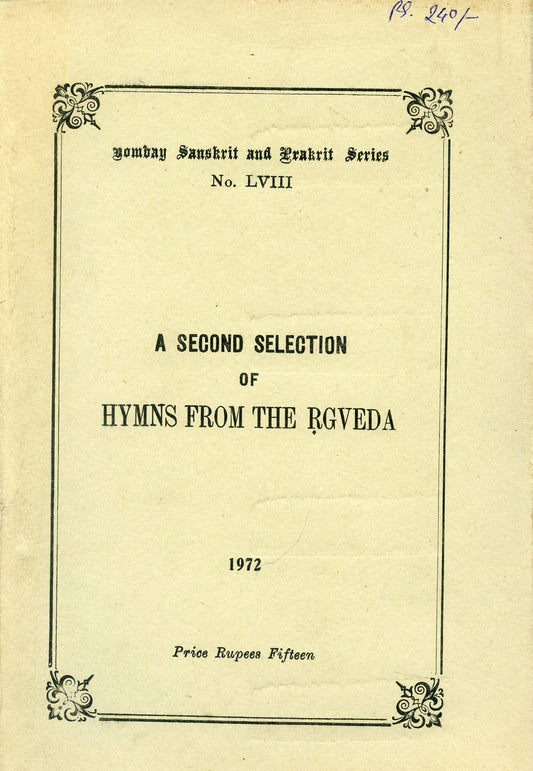 Rs. 240/-
Bombay Sanskrit and Prakrit Series
No. LVIII
A SECOND SELECTION
OF
HYMNS FROM THE ṚGVEDA
1972
Price Rupees Fifteen